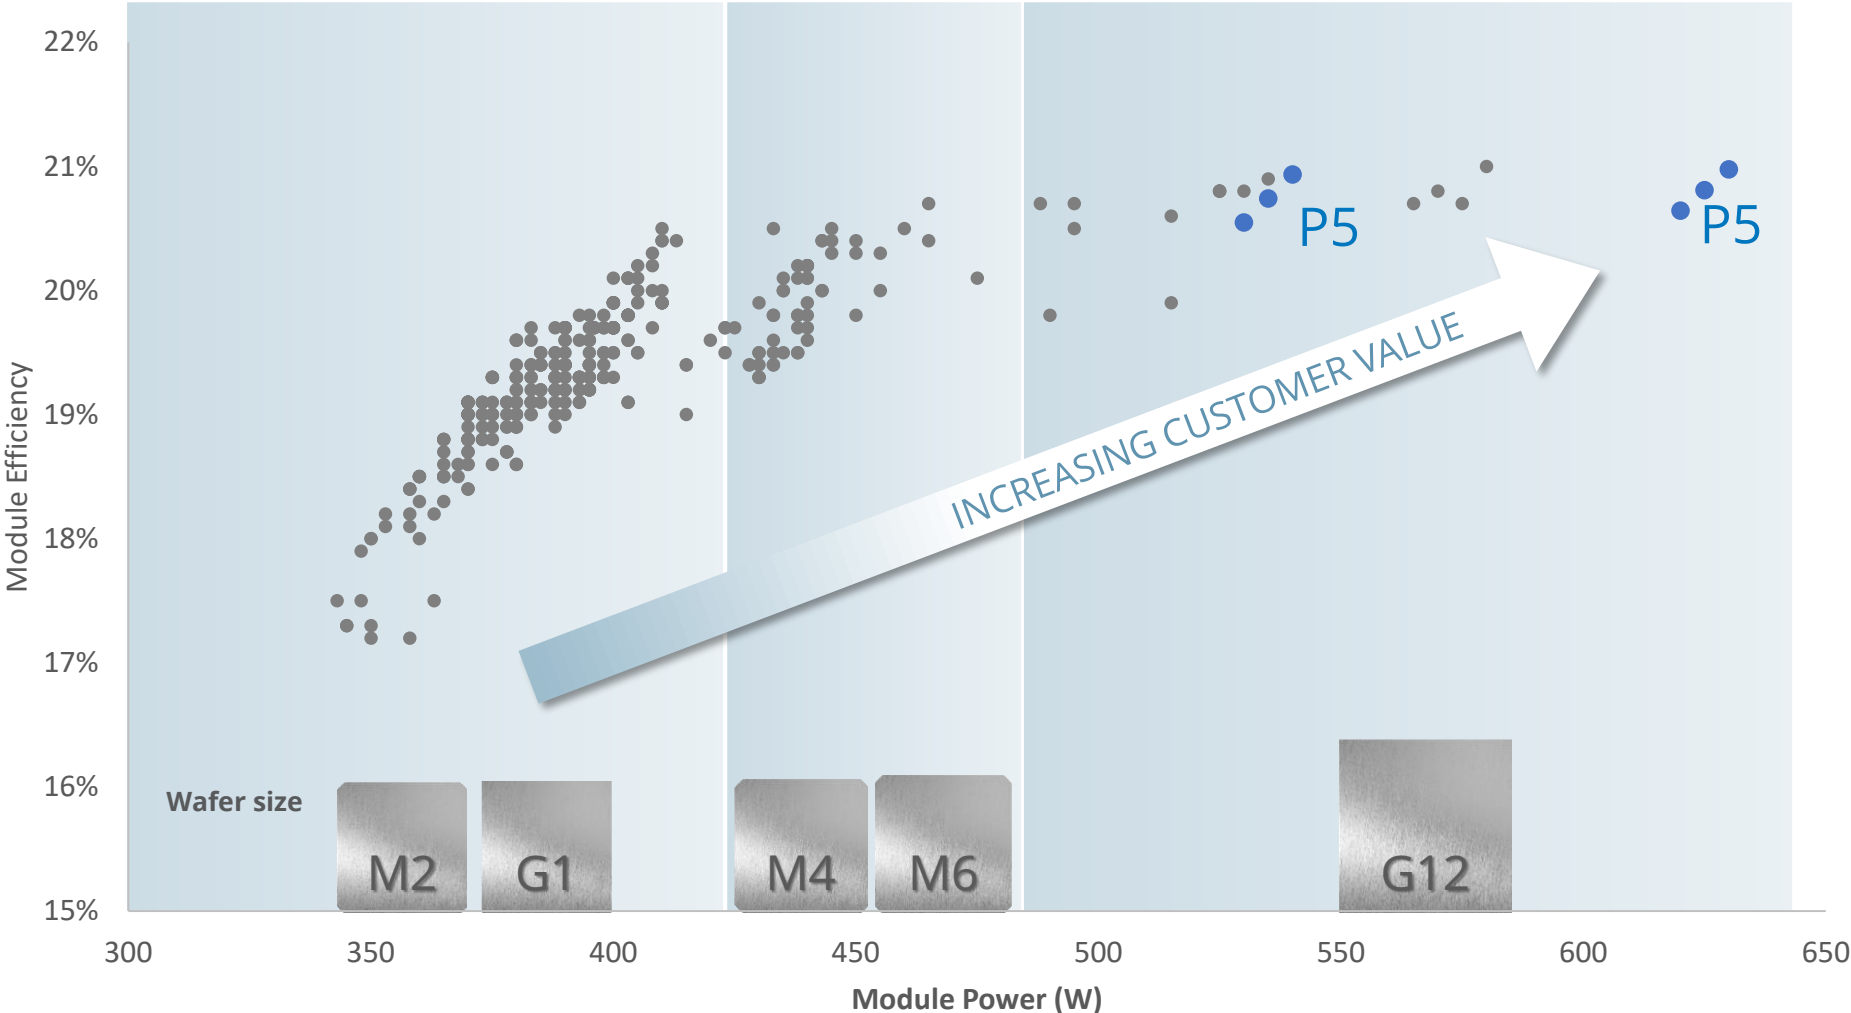 22%
21%
20%
19%
18%
17%
16%
15%
Module Efficiency
P5
P5
INCREASING CUSTOMER VALUE
Wafer size
M2
G1
M4
M6
G12
300 350 400 450 500 550 600 650
Module Power (W)